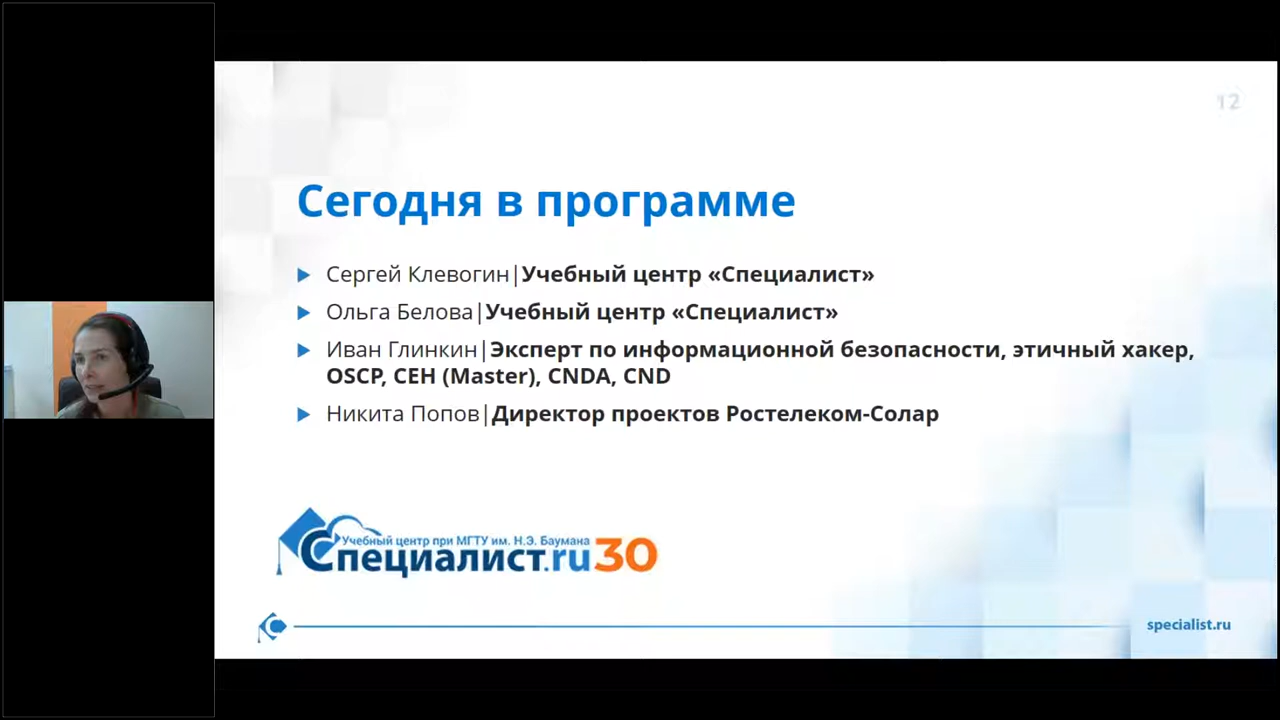 12
Сегодня в программе
Сергей Клевогин|Учебный центр «Специалист»
Ольга Белова|Учебный центр «Специалист»
Иван Глинкин|Эксперт по информационной безопасности, этичный хакер,
OSCP, CEH (Master), CNDA, CND
Никита Попов|Директор проектов Ростелеком-Солар
Учебный центр при МГТУ им. Н.Э. Баумана
Специалист.ru 30
specialist.ru